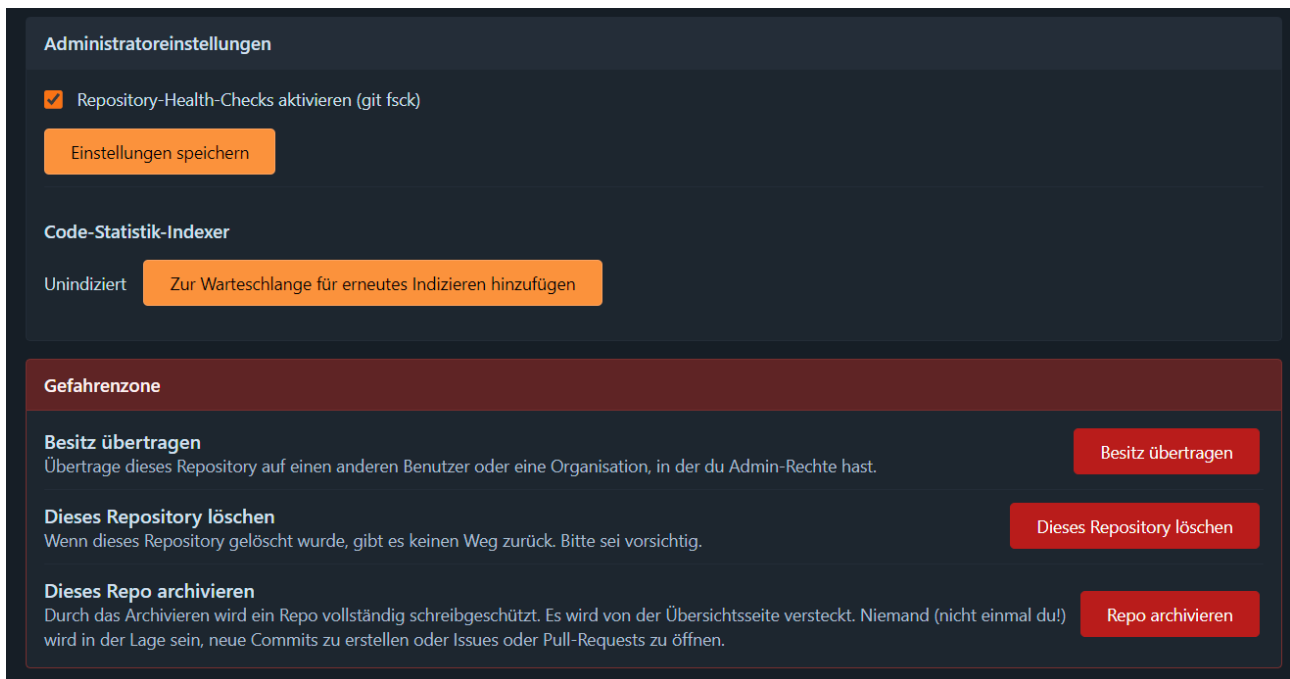 Administratoreinstellungen
Repository-Health-Checks aktivieren (git fsck)
Einstellungen speichern
Code-Statistik-Indexer
Unindiziert
Zur Warteschlange für erneutes Indizieren hinzufügen
Gefahrenzone
Besitz übertragen
Übertrage dieses Repository auf einen anderen Benutzer oder eine Organisation, in der du Admin-Rechte hast.
Besitz übertragen
Dieses Repository löschen
Wenn dieses Repository gelöscht wurde, gibt es keinen Weg zurück. Bitte sei vorsichtig.
Dieses Repository löschen
Dieses Repo archivieren
Durch das Archivieren wird ein Repo vollständig schreibgeschützt. Es wird von der Übersichtsseite versteckt. Niemand (nicht einmal du!)
wird in der Lage sein, neue Commits zu erstellen oder Issues oder Pull-Requests zu öffnen.
Repo archivieren